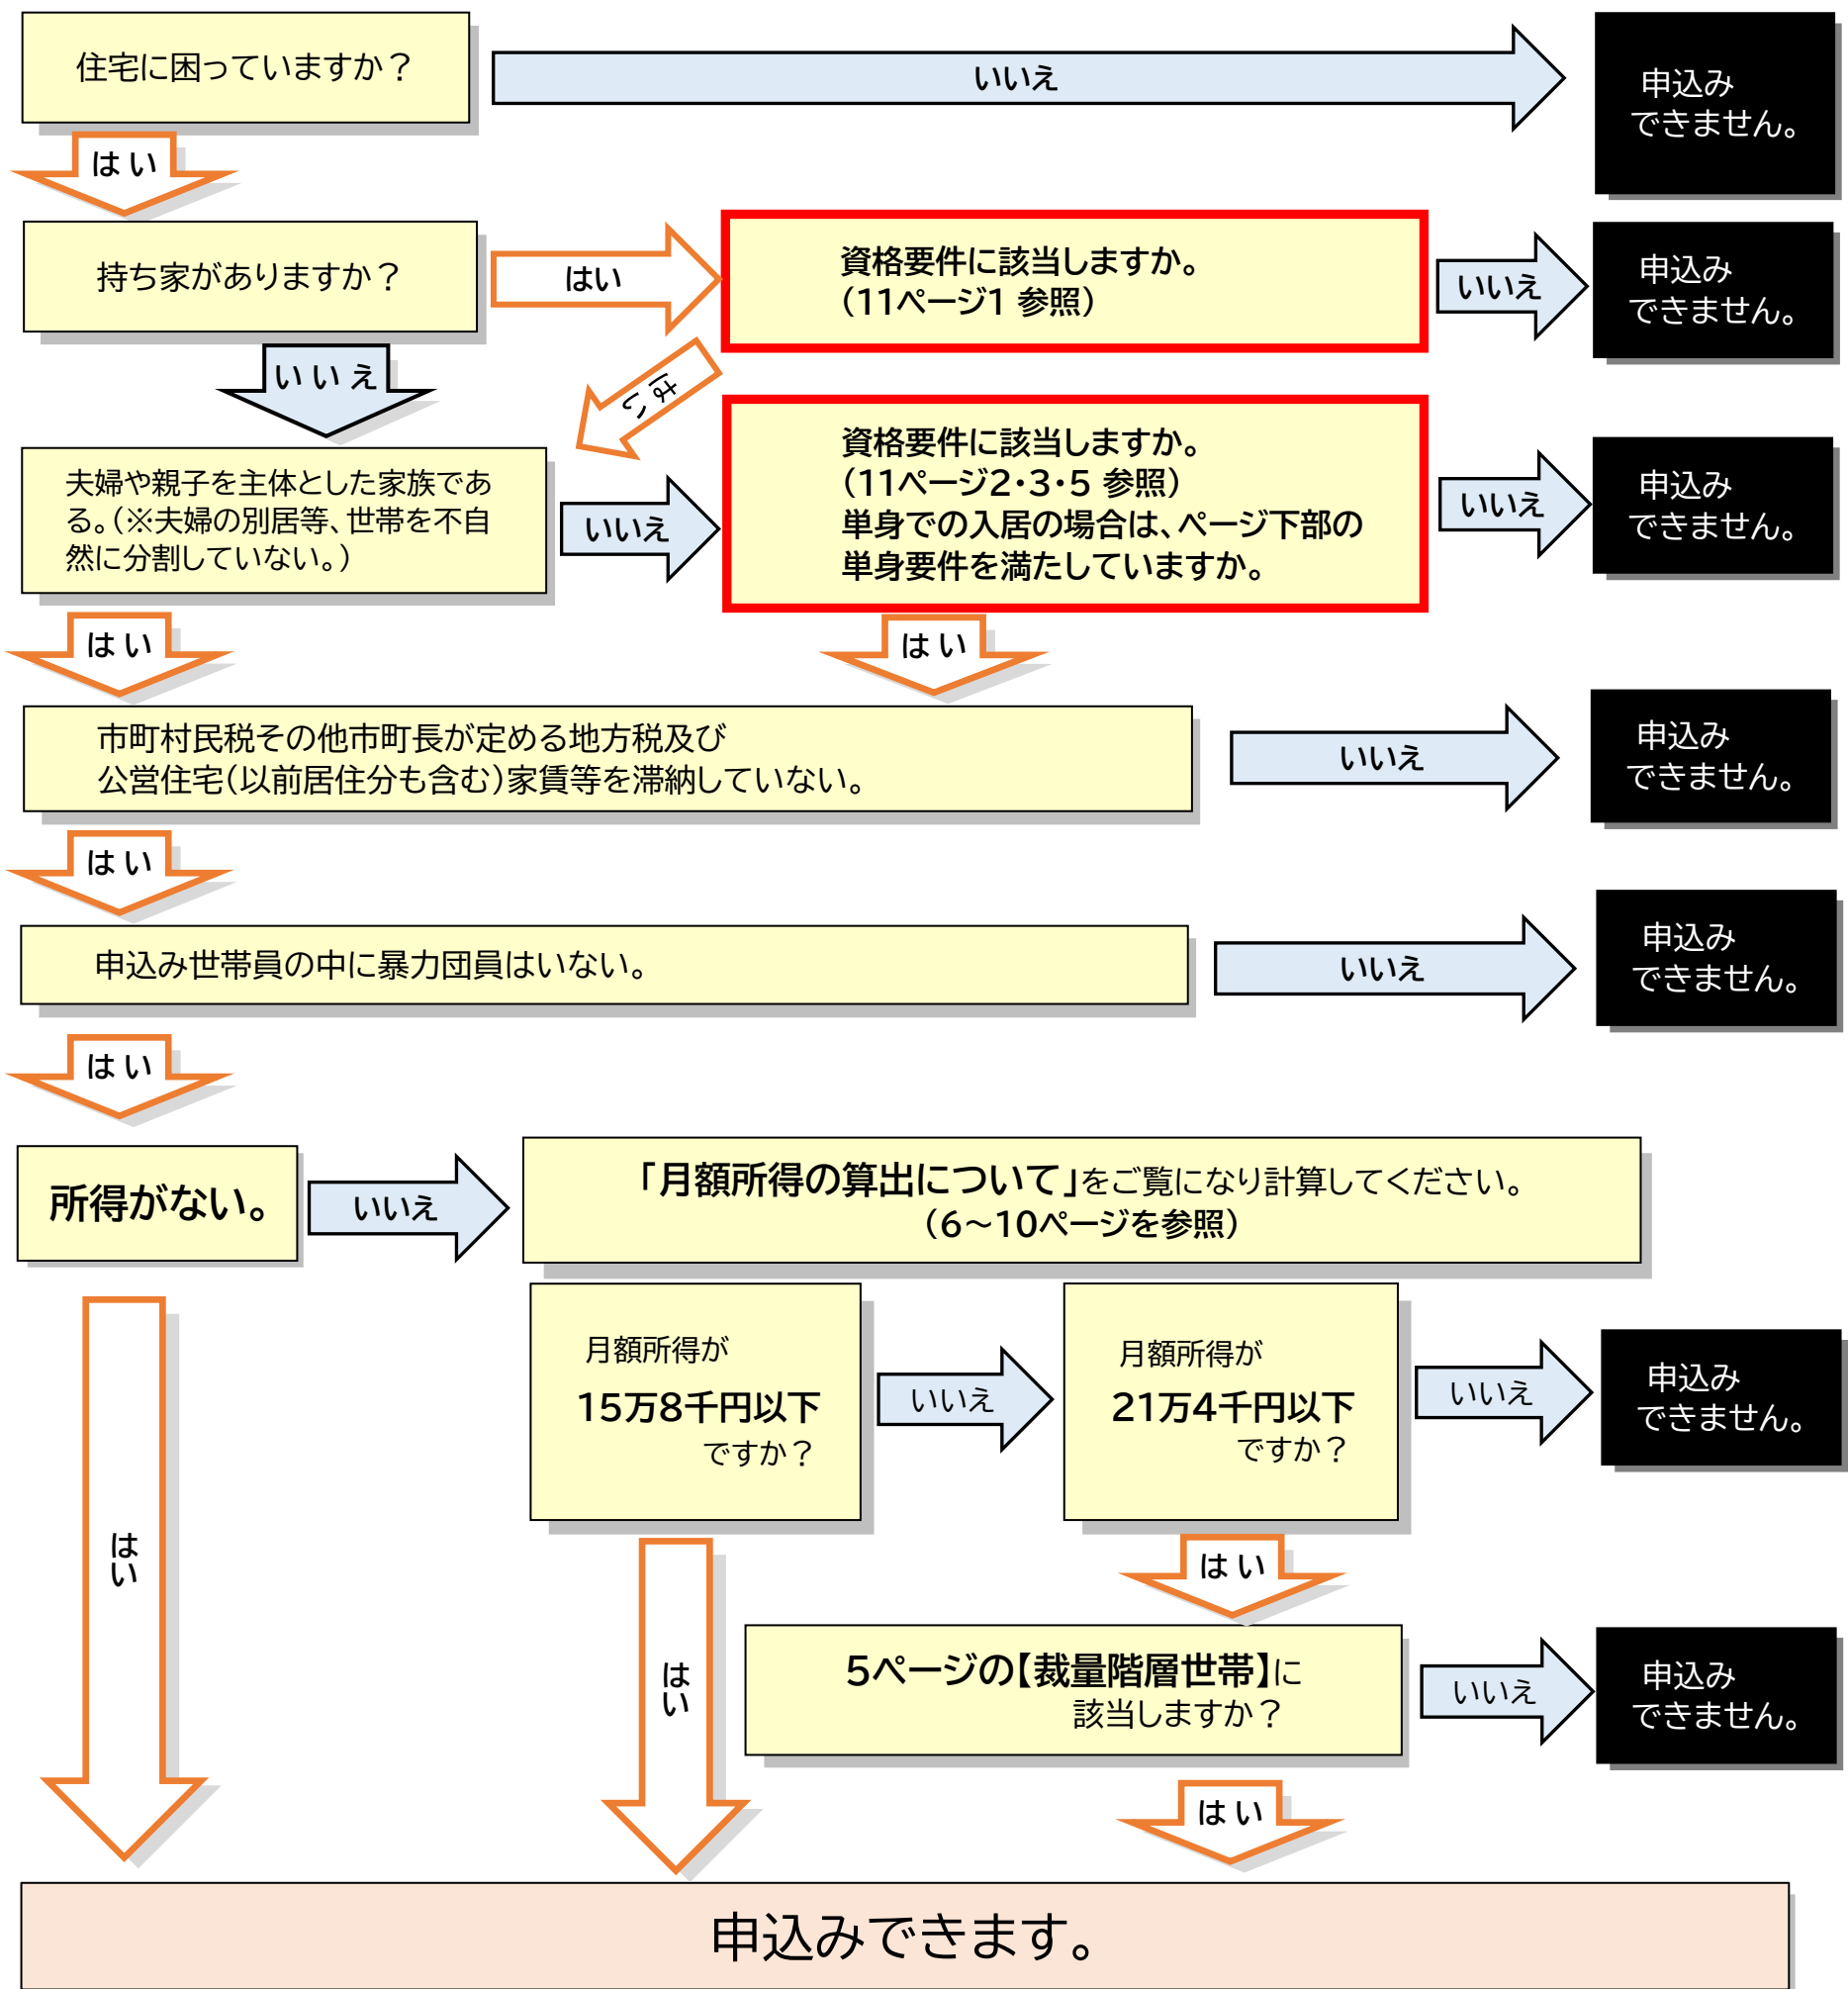 住宅に困っていますか？
いいえ
申込み
できません。
はい
持ち家がありますか？
はい
資格要件に該当しますか。
（11ページ1 参照）
いいえ
申込み
できません。
いいえ
はい
夫婦や親子を主体とした家族であ
る。（※夫婦の別居等、世帯を不自
然に分割していない。）
いいえ
資格要件に該当しますか。
（11ページ2・3・5 参照）
単身での入居の場合は、ページ下部の
単身要件を満たしていますか。
いいえ
申込み
できません。
はい
はい
市町村民税その他市町長が定める地方税及び
公営住宅（以前居住分も含む）家賃等を滞納していない。
いいえ
申込み
できません。
はい
申込み世帯員の中に暴力団員はいない。
いいえ
申込み
できません。
はい
所得がない。
いいえ
「月額所得の算出について」をご覧になり計算してください。
（6～10ページを参照）
月額所得が
15万8千円以下
ですか？
いいえ
月額所得が
21万4千円以下
ですか？
いいえ
申込み
できません。
はい
はい
はい
5ページの【裁量階層世帯】に
該当しますか？
いいえ
申込み
できません。
はい
申込みできます。